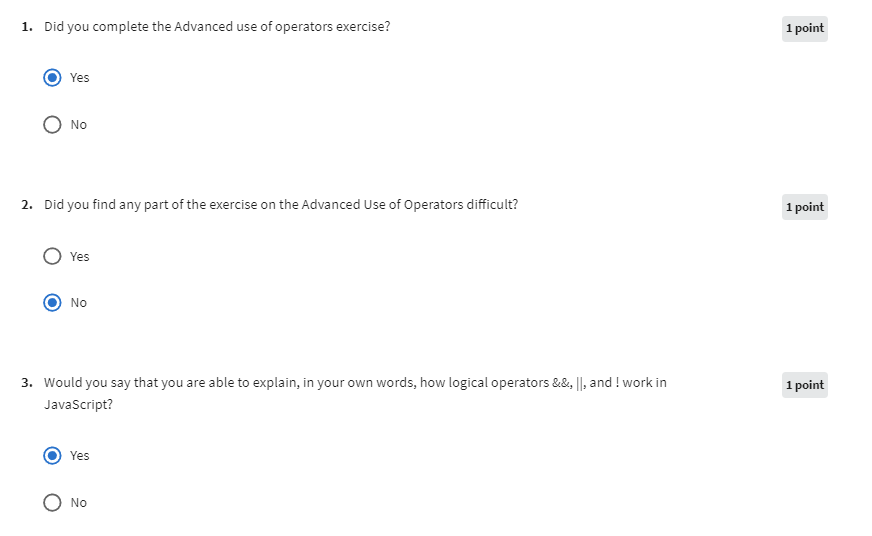 1. Did you complete the Advanced use of operators exercise?
1 point
Yes
No
2. Did you find any part of the exercise on the Advanced Use of Operators difficult?
1 point
Yes
No
3. Would you say that you are able to explain, in your own words, how logical operators &&, ||, and ! work in
JavaScript?
1 point
Yes
No